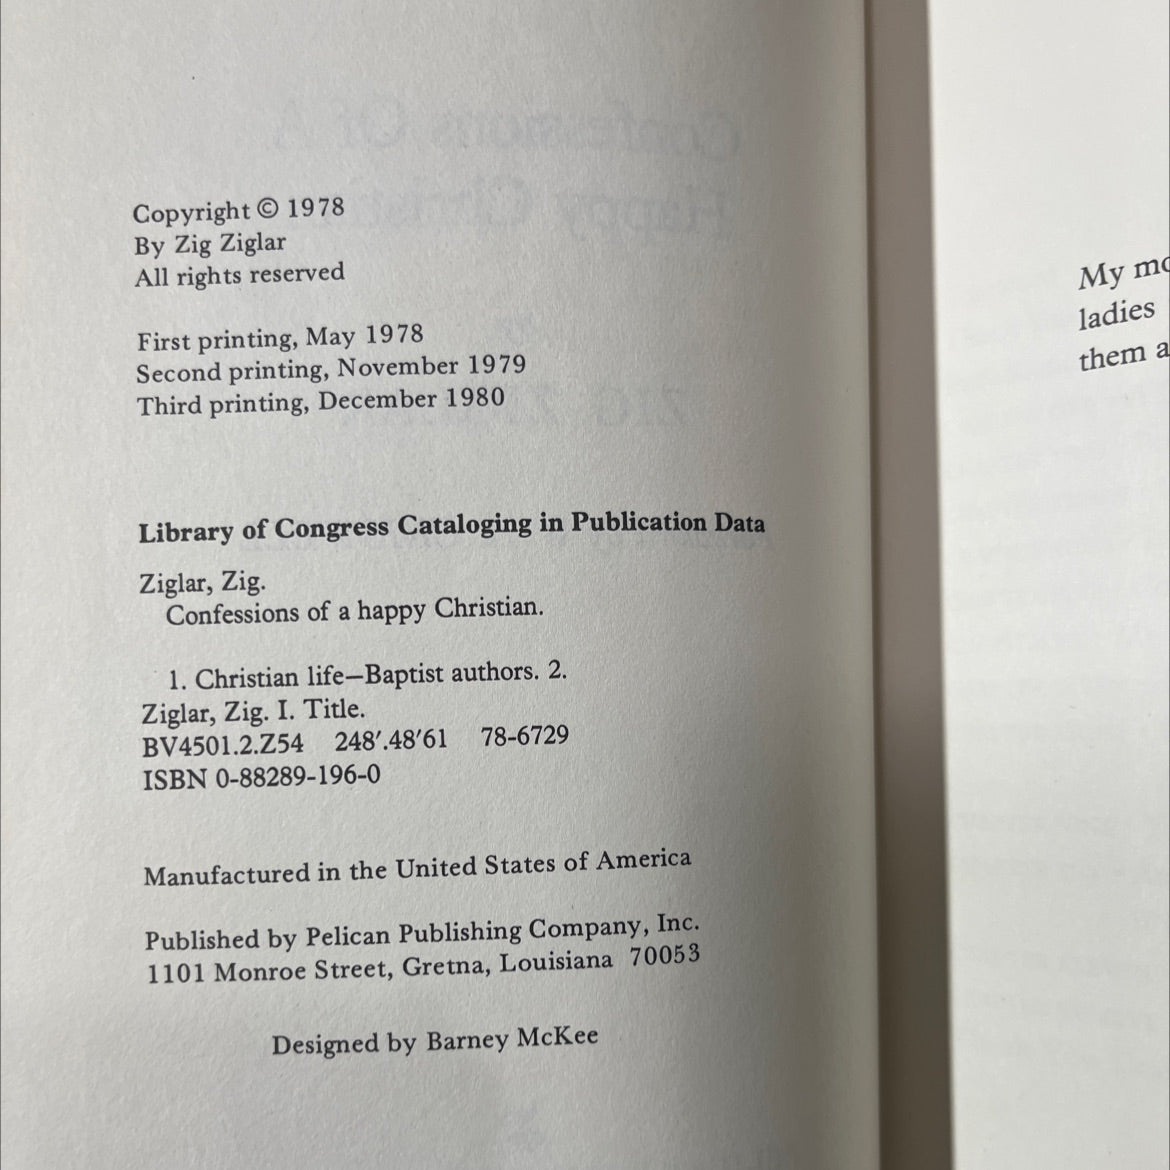 Copyright © 1978
By Zig Ziglar
All rights reserved
First printing, May 1978
Second printing, November 1979
Third printing, December 1980
Library of Congress Cataloging in Publication Data
Ziglar, Zig.
Confessions of a happy Christian.
1. Christian life—Baptist authors. 2.
Ziglar, Zig. I. Title.
BV4501.2.Z54 248′.48′61 78-6729
ISBN 0-88289-196-0
Manufactured in the United States of America
Published by Pelican Publishing Company, Inc.
1101 Monroe Street, Gretna, Louisiana 70053
Designed by Barney McKee
My
ladies
them